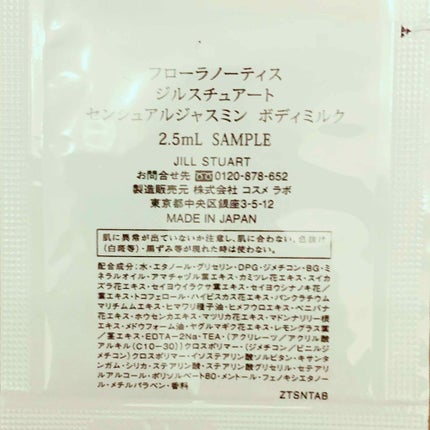 フローラノーティス
ジルスチュアート
センシュアルジャスミン ボディミルク
2.5mL SAMPLE
JILL STUART
お問合せ先 0120-878-652
製造販売元 株式会社 コスメ ラボ
東京都中央区銀座3-5-12
MADE IN JAPAN
肌に異常が出ていないか注意し、肌に合わない、色抜け
(白斑等)・黒ずみ等が現れた時は使わない。
配合成分:水・エタノール・グリセリン・DPG・ジメチコン・BG・ミ
ネラルオイル・アマチャヅル葉エキス・カミツレ花エキス・スイカ
ズラ花エキス・セイヨウイラクサ葉エキス・セイヨウシナノキ花/
葉エキス・トコフェロール・ハイビスカス花エキス・パンクラチウム
マリチムムエキス・ヒマワリ種子油・ヒメフウロエキス・ベニバナ
花エキス・ホウセンカエキス・マツリカ花エキス・マドンナリリー根
エキス・メドウフォーム油・ヤグルマギク花エキス・レモングラス葉
/茎エキス・EDTA-2Na・TEA・(アクリレーツ/アクリル酸
アルキル(C10-30))クロスポリマー・(ジメチコン/ビニルジ
メチコン)クロスポリマー・イソステアリン酸ソルビタン・キサンタ
ンガム・シリカ・ステアリン酸・ステアリン酸グリセリル・セテアリ
ルアルコール・ポリソルベート80・メントール・フェノキシエタノー
ル・メチルパラベン・香料
ZTSNTAB